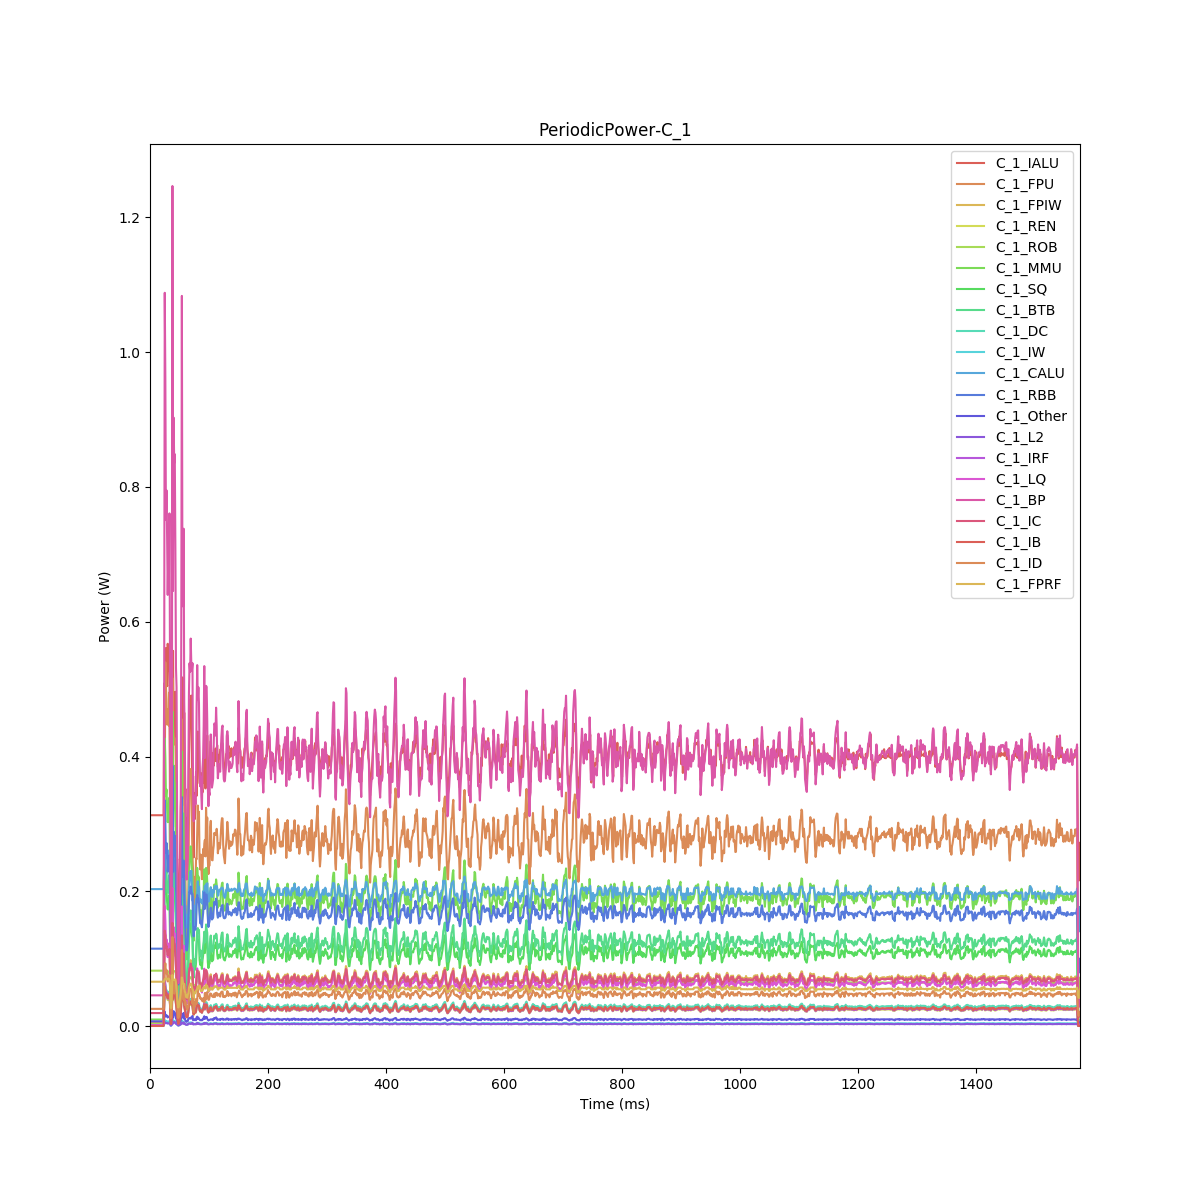 PeriodicPower-C_1
C_1_IALU
C_1_FPU
C_1_FPIW
C_1_REN
C_1_ROB
C_1_MMU
C_1_SQ
C_1_BTB
C_1_DC
C_1_IW
C_1_CALU
C_1_RBB
C_1_Other
C_1_L2
C_1_IRF
C_1_LQ
C_1_BP
C_1_IC
C_1_IB
C_1_ID
C_1_FPRF
1.2
1.0
0.8
0.6
0.4
0.2
0.0
Power (W)
0 200 400 600 800 1000 1200 1400
Time (ms)